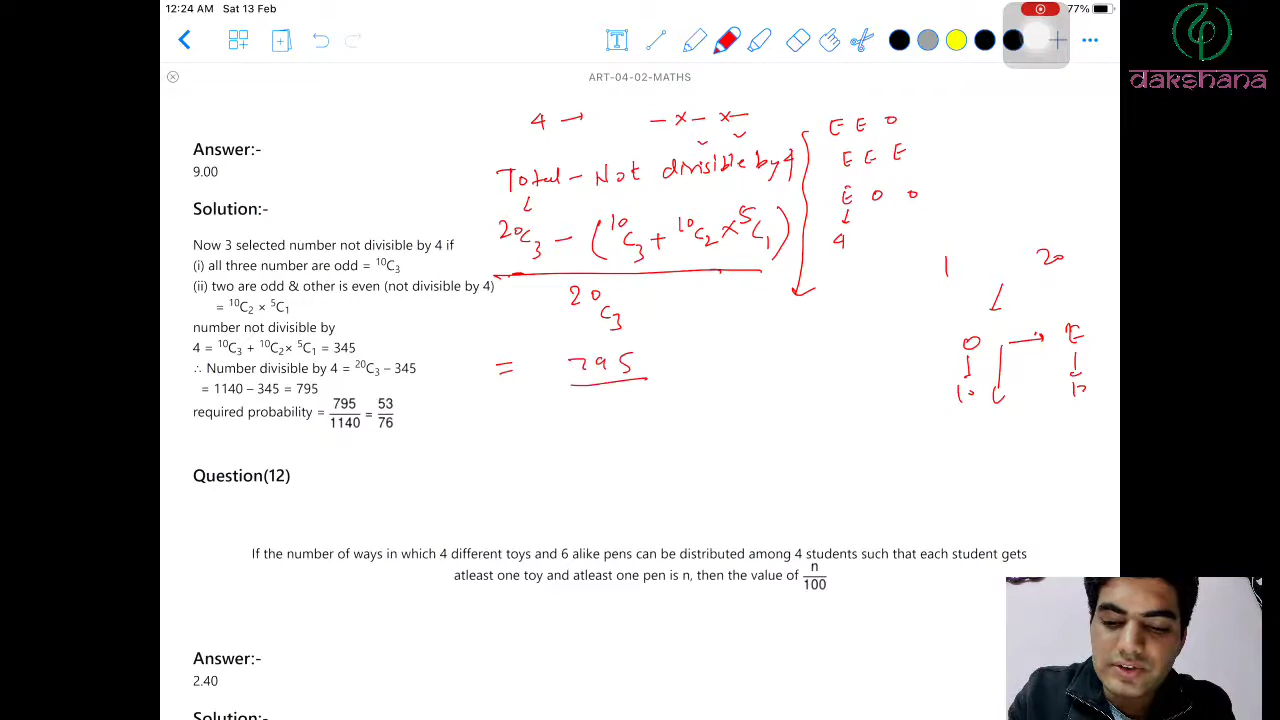 12:24 AM Sat 13 Feb
77%
dakshana
ART-04-02-MATHS
4 → – x – x –
Total – Not divisible by 4
²⁰C₃ – (¹⁰C₃ + ¹⁰C₂ × ⁵C₁)
²⁰C₃
= 795
E E O
E E E
E O O
4
1 20
O → E
10 10
Answer:-
9.00
Solution:-
Now 3 selected number not divisible by 4 if
(i) all three number are odd = ¹⁰C₃
(ii) two are odd & other is even (not divisible by 4)
= ¹⁰C₂ × ⁵C₁
number not divisible by
4 = ¹⁰C₃ + ¹⁰C₂× ⁵C₁ = 345
∴ Number divisible by 4 = ²⁰C₃ – 345
= 1140 – 345 = 795
required probability = 795/1140 = 53/76
Question(12)
If the number of ways in which 4 different toys and 6 alike pens can be distributed among 4 students such that each student gets
atleast one toy and atleast one pen is n, then the value of n/100
Answer:-
2.40
Solution:-